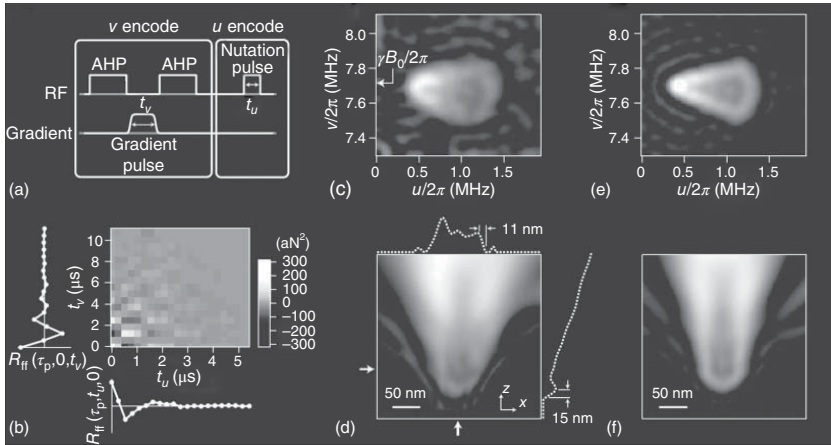 v encode
u encode
AHP
AHP
Nutation
pulse
RF
t_v
t_u
Gradient
Gradient
pulse
(a)
v/2π (MHz)
8.0
7.8
7.6
7.4
γB₀/2π
0
0.5
1.0
1.5
u/2π (MHz)
(c)
v/2π (MHz)
8.0
7.8
7.6
7.4
0
0.5
1.0
1.5
u/2π (MHz)
(e)
t_v (μs)
10
8
6
4
2
0
R_ff (τ_p,0,t_v)
0
1
2
3
4
5
t_u (μs)
(aN²)
300
200
100
0
−100
−200
−300
R_ff (τ_p,t_u,0)
(b)
11 nm
50 nm
z
x
15 nm
(d)
50 nm
(f)